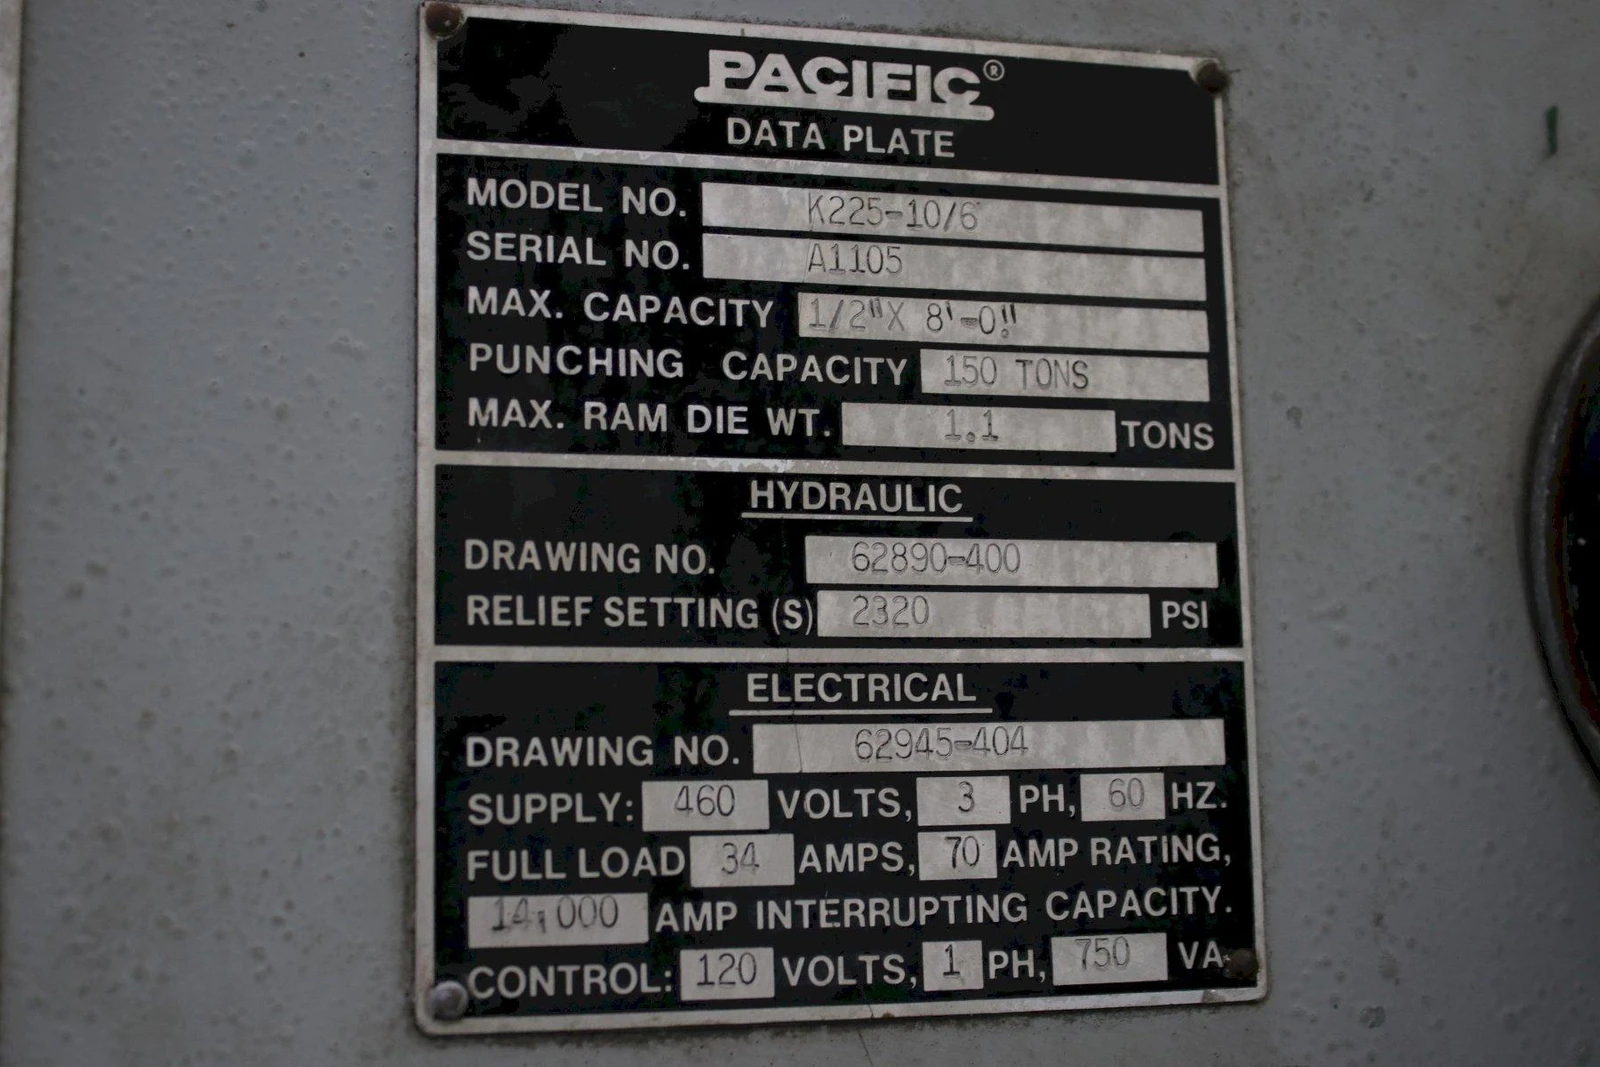 PACIFIC®
DATA PLATE
MODEL NO. K225-10/6
SERIAL NO. A1105
MAX. CAPACITY 1/2"X 8'-0"
PUNCHING CAPACITY 150 TONS
MAX. RAM DIE WT. 1.1 TONS
HYDRAULIC
DRAWING NO. 62890-400
RELIEF SETTING (S) 2320 PSI
ELECTRICAL
DRAWING NO. 62945-404
SUPPLY: 460 VOLTS, 3 PH, 60 HZ.
FULL LOAD 34 AMPS, 70 AMP RATING,
14,000 AMP INTERRUPTING CAPACITY.
CONTROL: 120 VOLTS, 1 PH, 750 VA